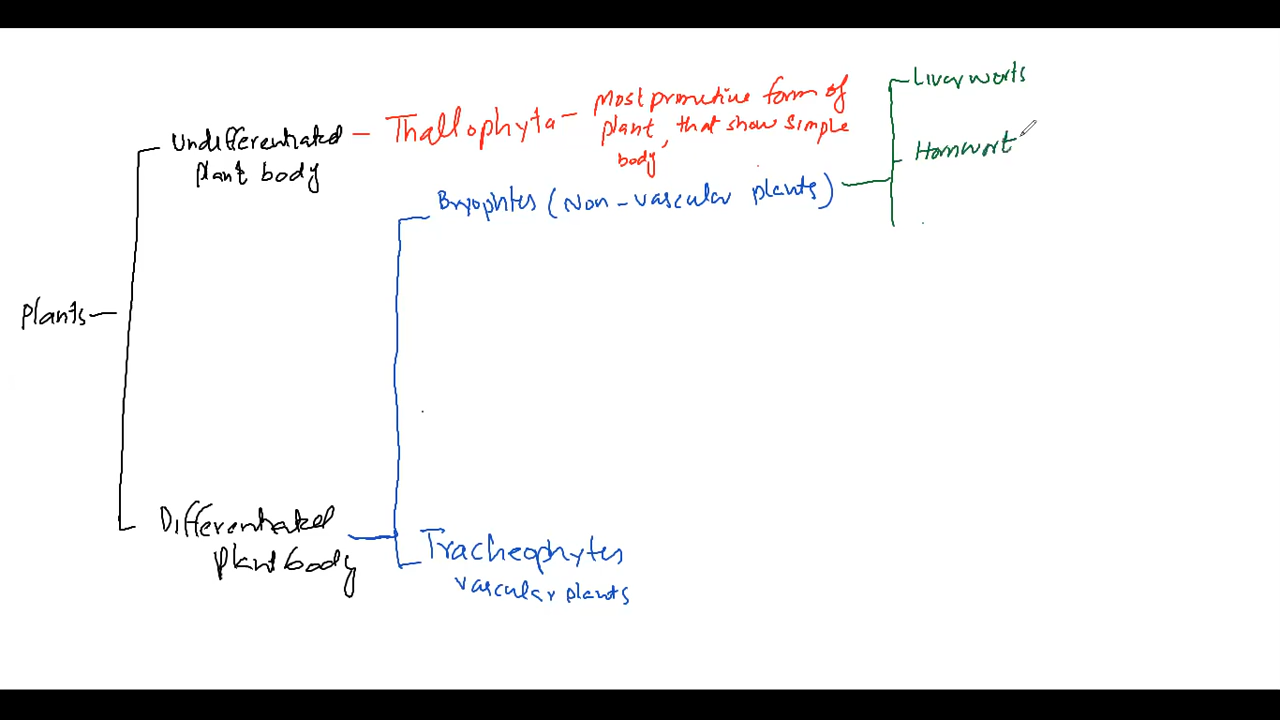 Liverworts
Most primitive form of
Thallophyta -
plant, that show simple
Undifferentiated -
Hornwort
body
plant body
Bryophtes (Non-vascular plants)
Plants
Differentiated
Tracheophytes
plant body
vascular plants